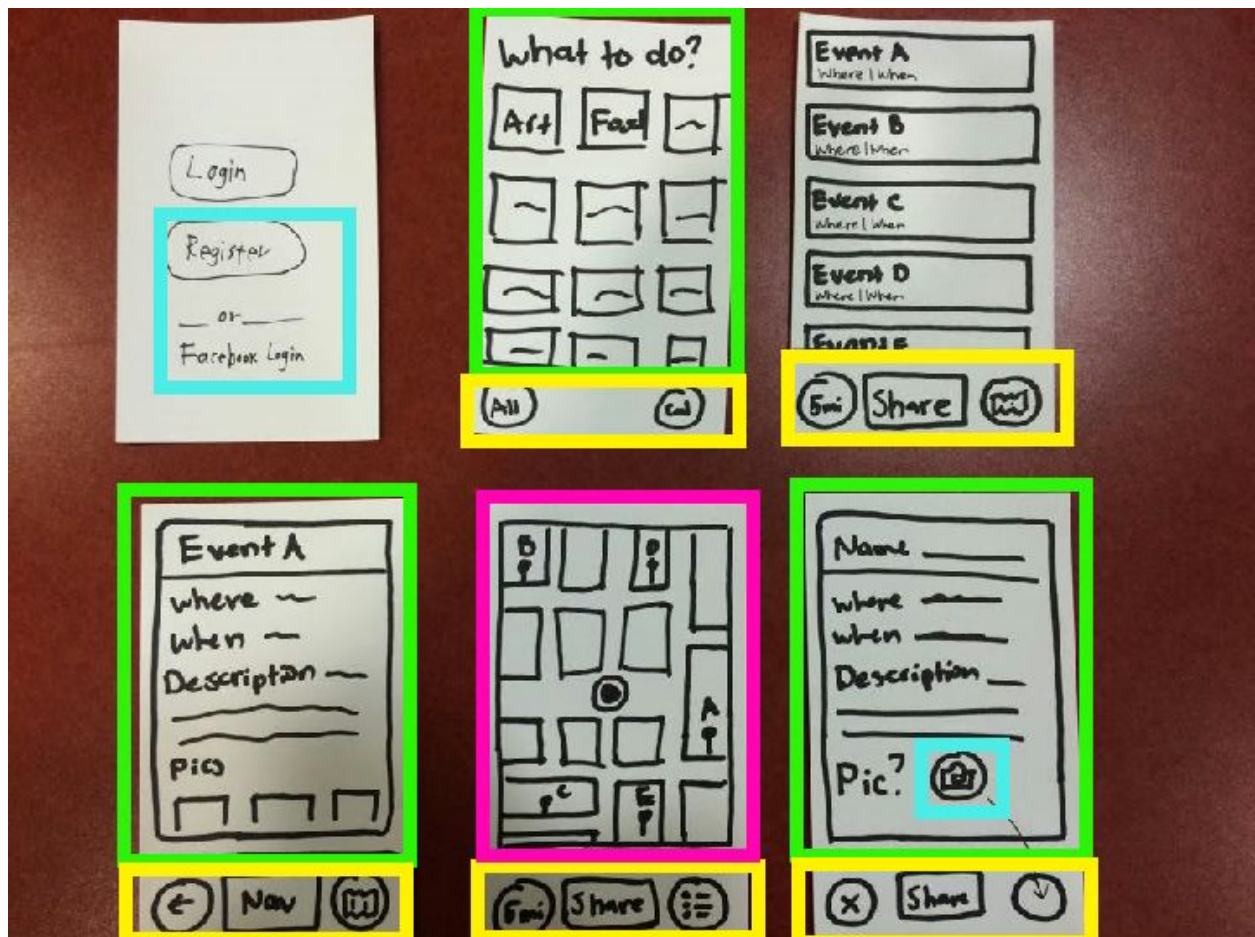 Login
Register
or
Facebook Login
What to do?
Art Food
All Cal
Event A
Where | When
Event B
Where | When
Event C
Where | When
Event D
Where | When
Event E
5mi Share
Event A
where
when
Description
pics
Nav
B D
A
C E
5mi Share
Name
where
when
Description
Pic?
X Share